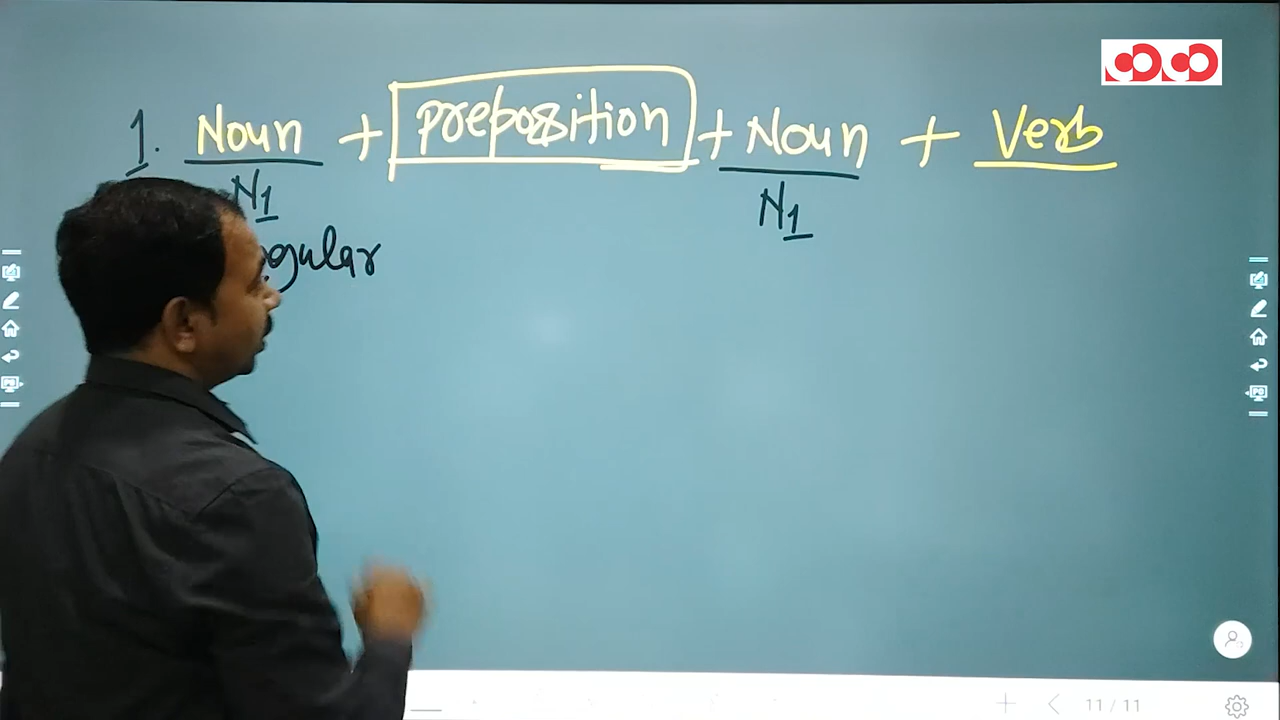 1. Noun + preposition + Noun + Verb
N1 N1
11 / 11